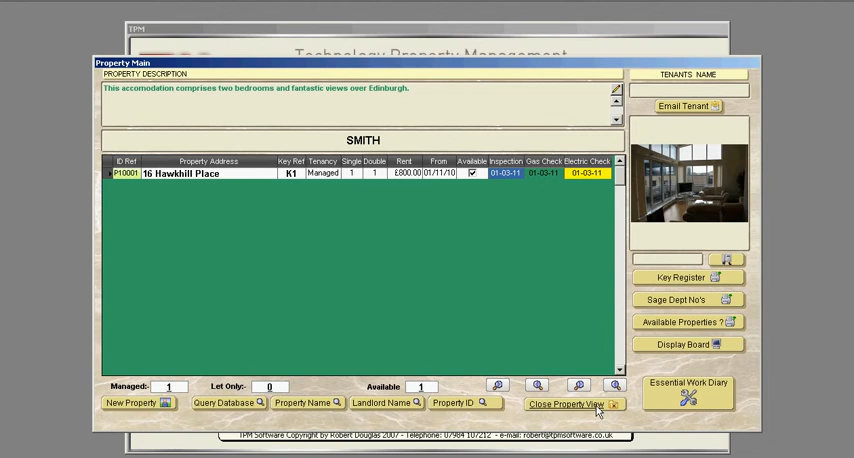 TPM
Technology Property Management
Property Main
PROPERTY DESCRIPTION
TENANTS NAME
This accomodation comprises two bedrooms and fantastic views over Edinburgh.
Email Tenant
SMITH
ID Ref Property Address Key Ref Tenancy Single Double Rent From Available Inspection Gas Check Electric Check
P10001 16 Hawkhill Place K1 Managed 1 1 £800.00 01/11/10 01-03-11 01-03-11 01-03-11
Key Register
Sage Dept No's
Available Properties ?
Display Board
Managed:- 1 Let Only:- 0 Available 1
Essential Work Diary
New Property Query Database Property Name Landlord Name Property ID Close Property View
TPM Software Copyright by Robert Douglas 2007 - Telephone: 07984 107212 - e-mail: robert@tpmsoftware.co.uk